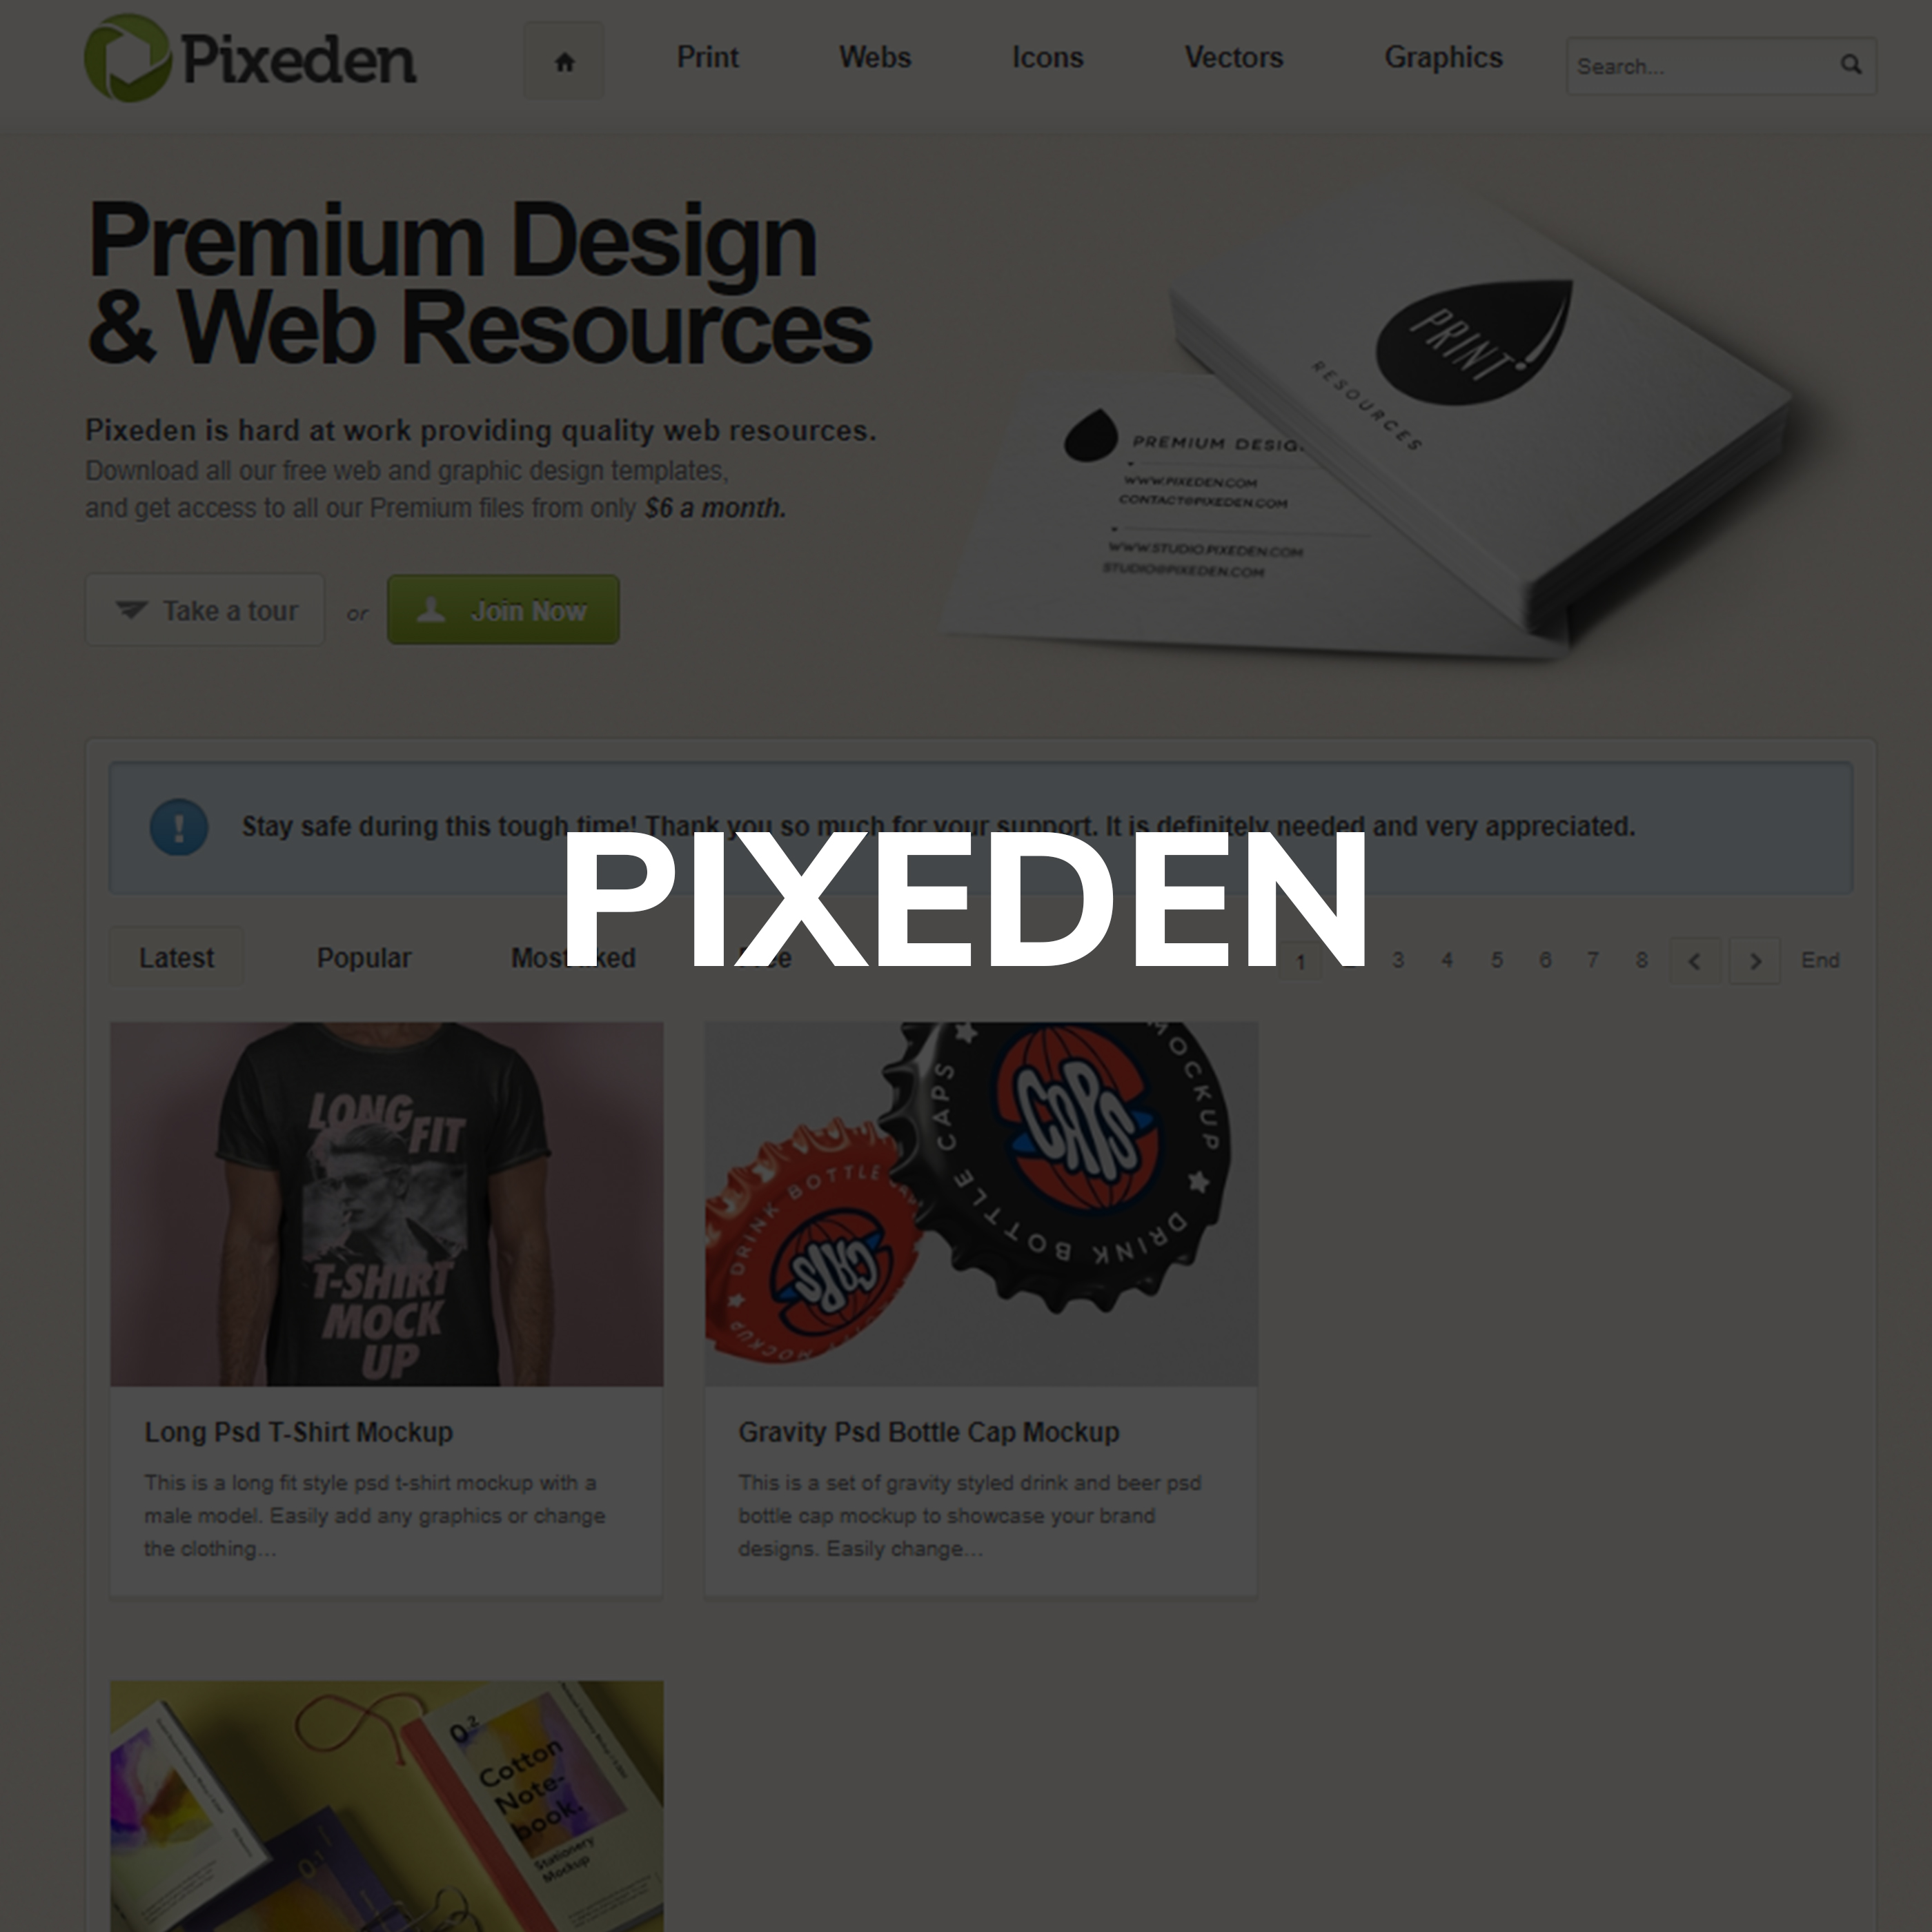 Pixeden
Print
Webs
Icons
Vectors
Graphics
Search...
Premium Design
& Web Resources
Pixeden is hard at work providing quality web resources.
Download all our free web and graphic design templates,
and get access to all our Premium files from only $6 a month.
Take a tour
or
Join Now
PRINT
RESOURCES
PREMIUM DESIG
WWW.PIXEDEN.COM
CONTACT@PIXEDEN.COM
WWW.STUDIO.PIXEDEN.COM
STUDIO@PIXEDEN.COM
! Stay safe during this tough time! Thank you so much for your support. It is definitely needed and very appreciated.
PIXEDEN
Latest
Popular
Most
1 3 4 5 6 7 8 < > End
LONG
FIT
T-SHIRT
MOCK
UP
CAPS
DRINK BOTTLE CAPS MOCKUP
CAPS
DRINK BOTTLE
MOCKUP
Long Psd T-Shirt Mockup
This is a long fit style psd t-shirt mockup with a
male model. Easily add any graphics or change
the clothing...
Gravity Psd Bottle Cap Mockup
This is a set of gravity styled drink and beer psd
bottle cap mockup to showcase your brand
designs. Easily change...
0.2
Cotton
Note-
book.
Stationery
Mockup
0.1